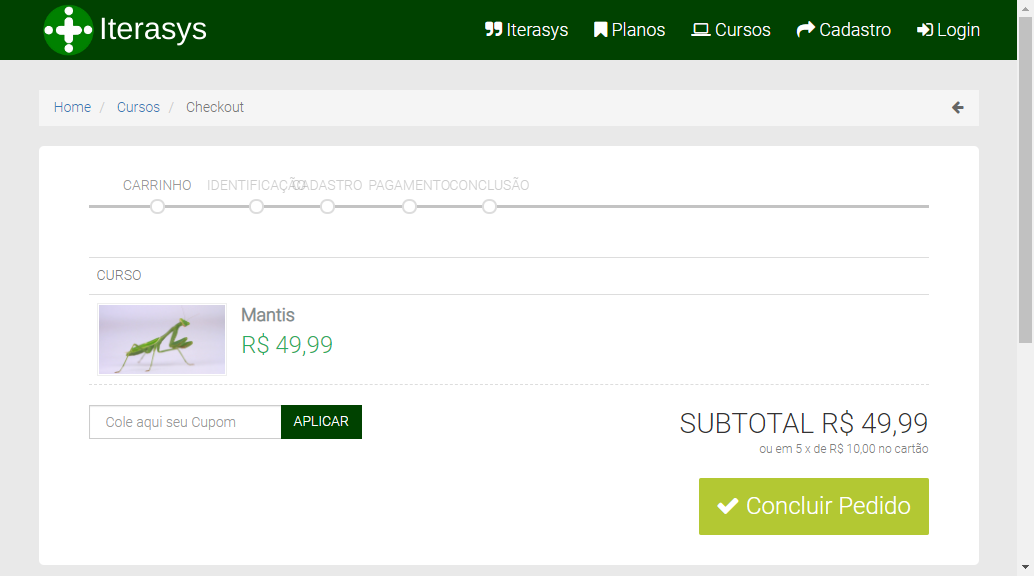 Iterasys
Iterasys Planos Cursos Cadastro Login
Home / Cursos / Checkout
CARRINHO IDENTIFICAÇÃO CADASTRO PAGAMENTO CONCLUSÃO
CURSO
Mantis
R$ 49,99
Cole aqui seu Cupom APLICAR
SUBTOTAL R$ 49,99
ou em 5 x de R$ 10,00 no cartão
Concluir Pedido